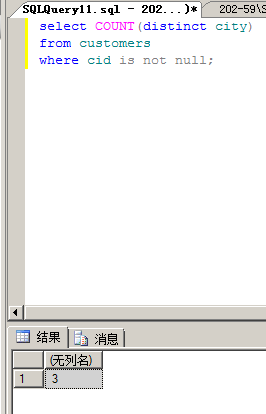 SQLQuery11.sql - 202...)*
202-59\S
select COUNT(distinct city)
from customers
where cid is not null;
结果
消息
(无列名)
1 3